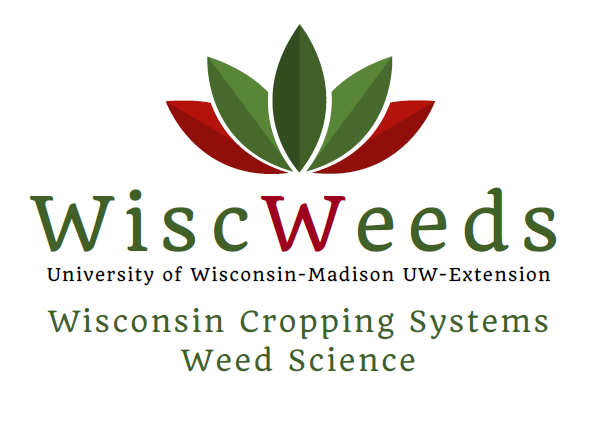 WiscWeeds
University of Wisconsin-Madison UW-Extension
Wisconsin Cropping Systems
Weed Science